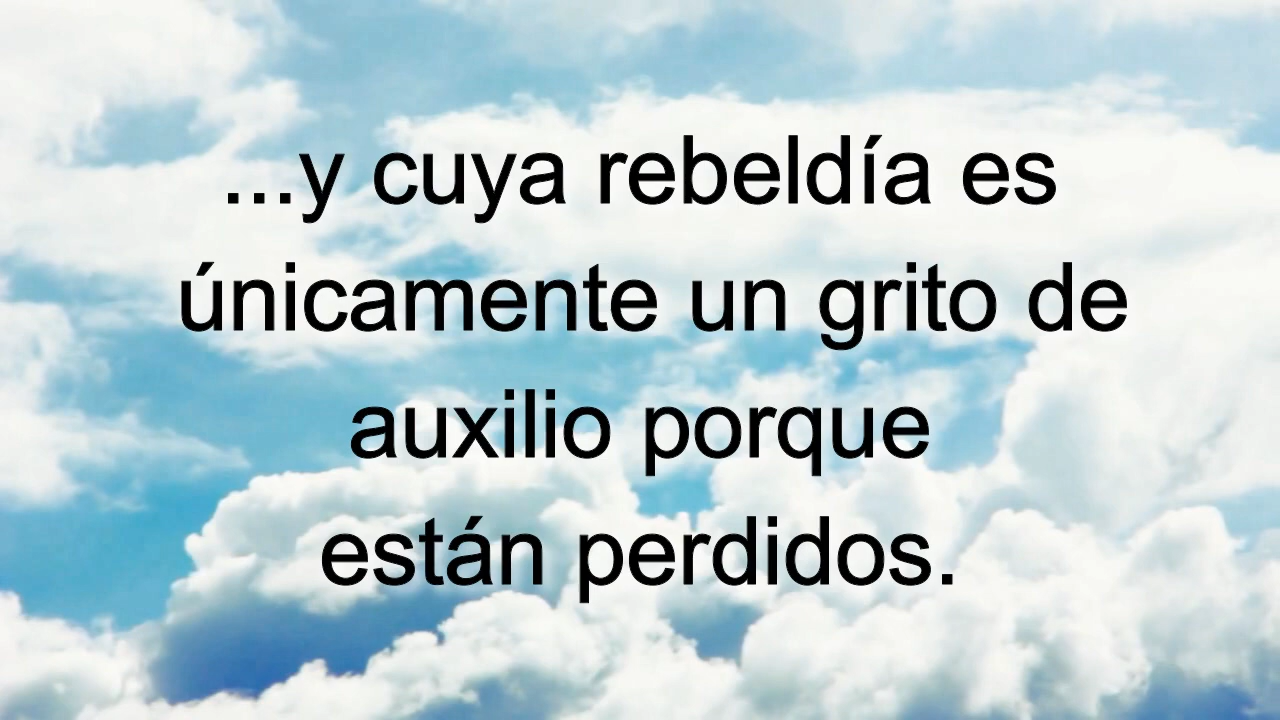 ...y cuya rebeldía es
únicamente un grito de
auxilio porque
están perdidos.